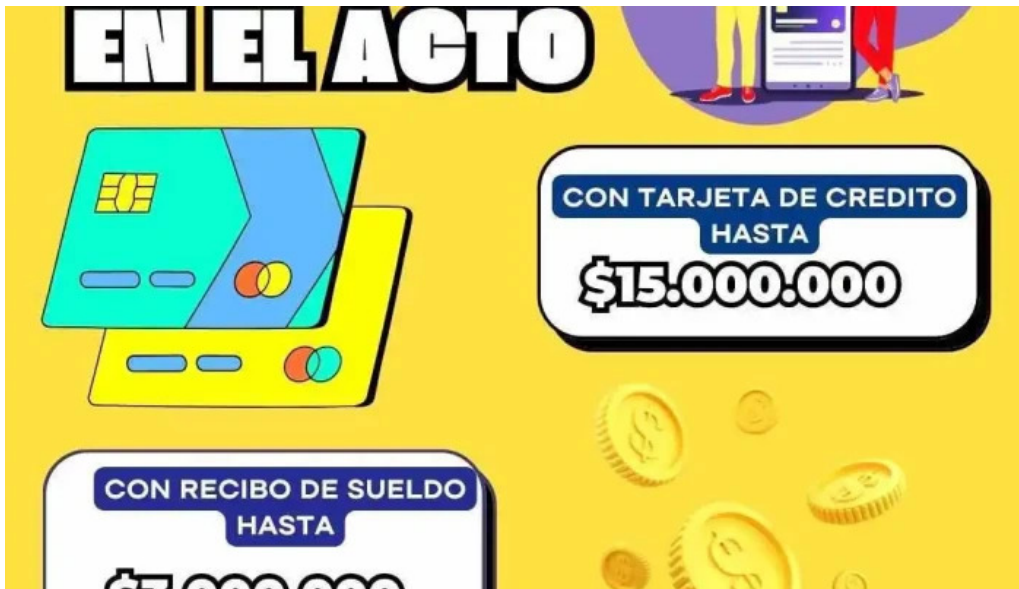 EN EL ACTO
CON TARJETA DE CREDITO
HASTA
$15.000.000
CON RECIBO DE SUELDO
HASTA